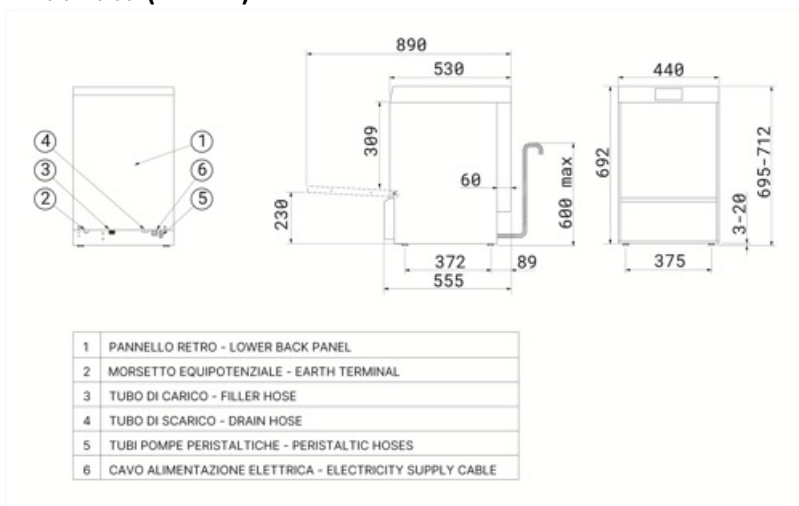 890
530
440
4
1
3
6
2
5
309
60
600 max
692
695-712
230
3-20
372
89
375
555
1 PANNELLO RETRO - LOWER BACK PANEL
2 MORSETTO EQUIPOTENZIALE - EARTH TERMINAL
3 TUBO DI CARICO - FILLER HOSE
4 TUBO DI SCARICO - DRAIN HOSE
5 TUBI POMPE PERISTALTICHE - PERISTALTIC HOSES
6 CAVO ALIMENTAZIONE ELETTRICA - ELECTRICITY SUPPLY CABLE